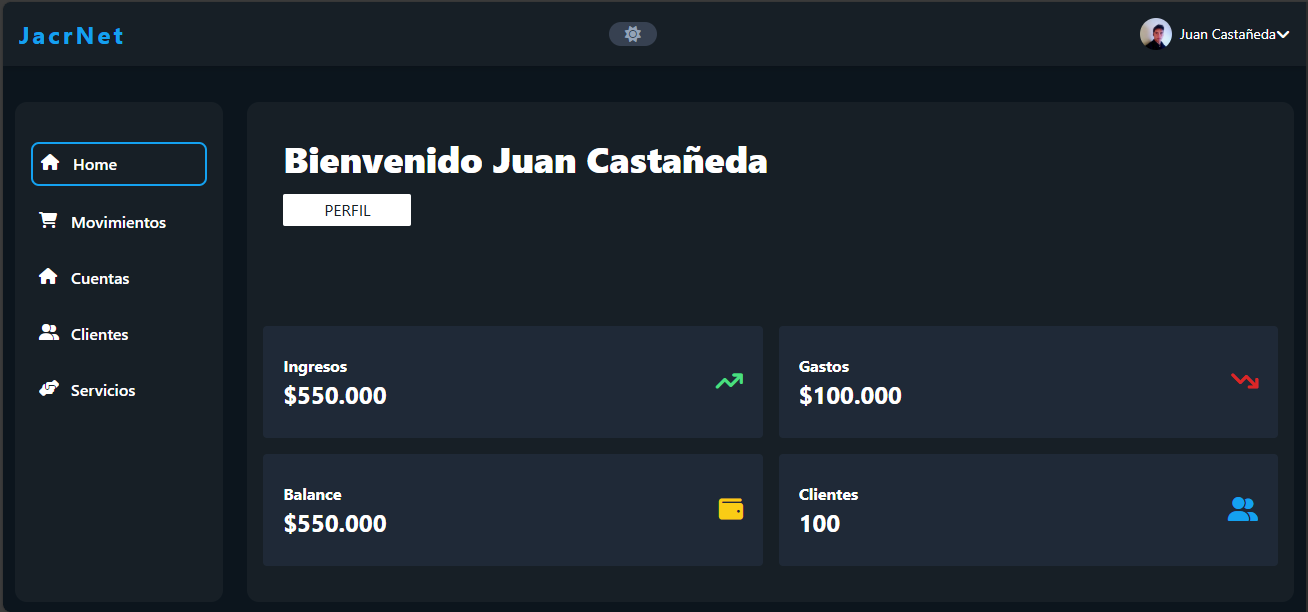 JacrNet
Juan Castañeda
Home
Movimientos
Cuentas
Clientes
Servicios
Bienvenido Juan Castañeda
PERFIL
Ingresos
$550.000
Gastos
$100.000
Balance
$550.000
Clientes
100